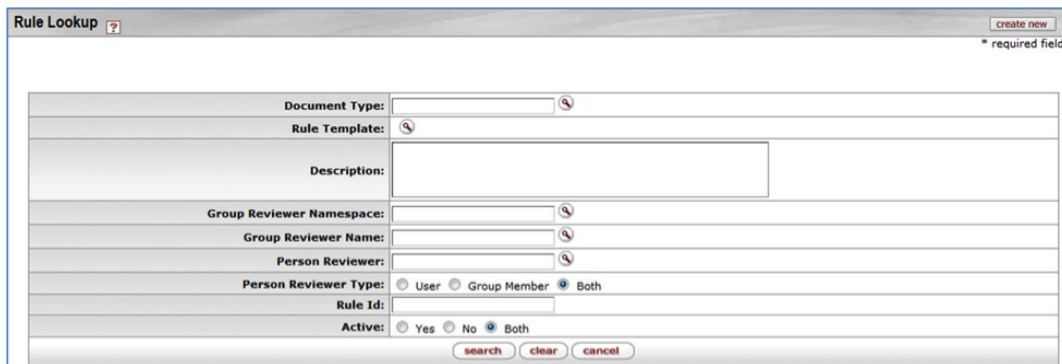 Rule Lookup ?
create new
* required field
Document Type:
Rule Template:
Description:
Group Reviewer Namespace:
Group Reviewer Name:
Person Reviewer:
Person Reviewer Type: User Group Member Both
Rule Id:
Active: Yes No Both
search clear cancel